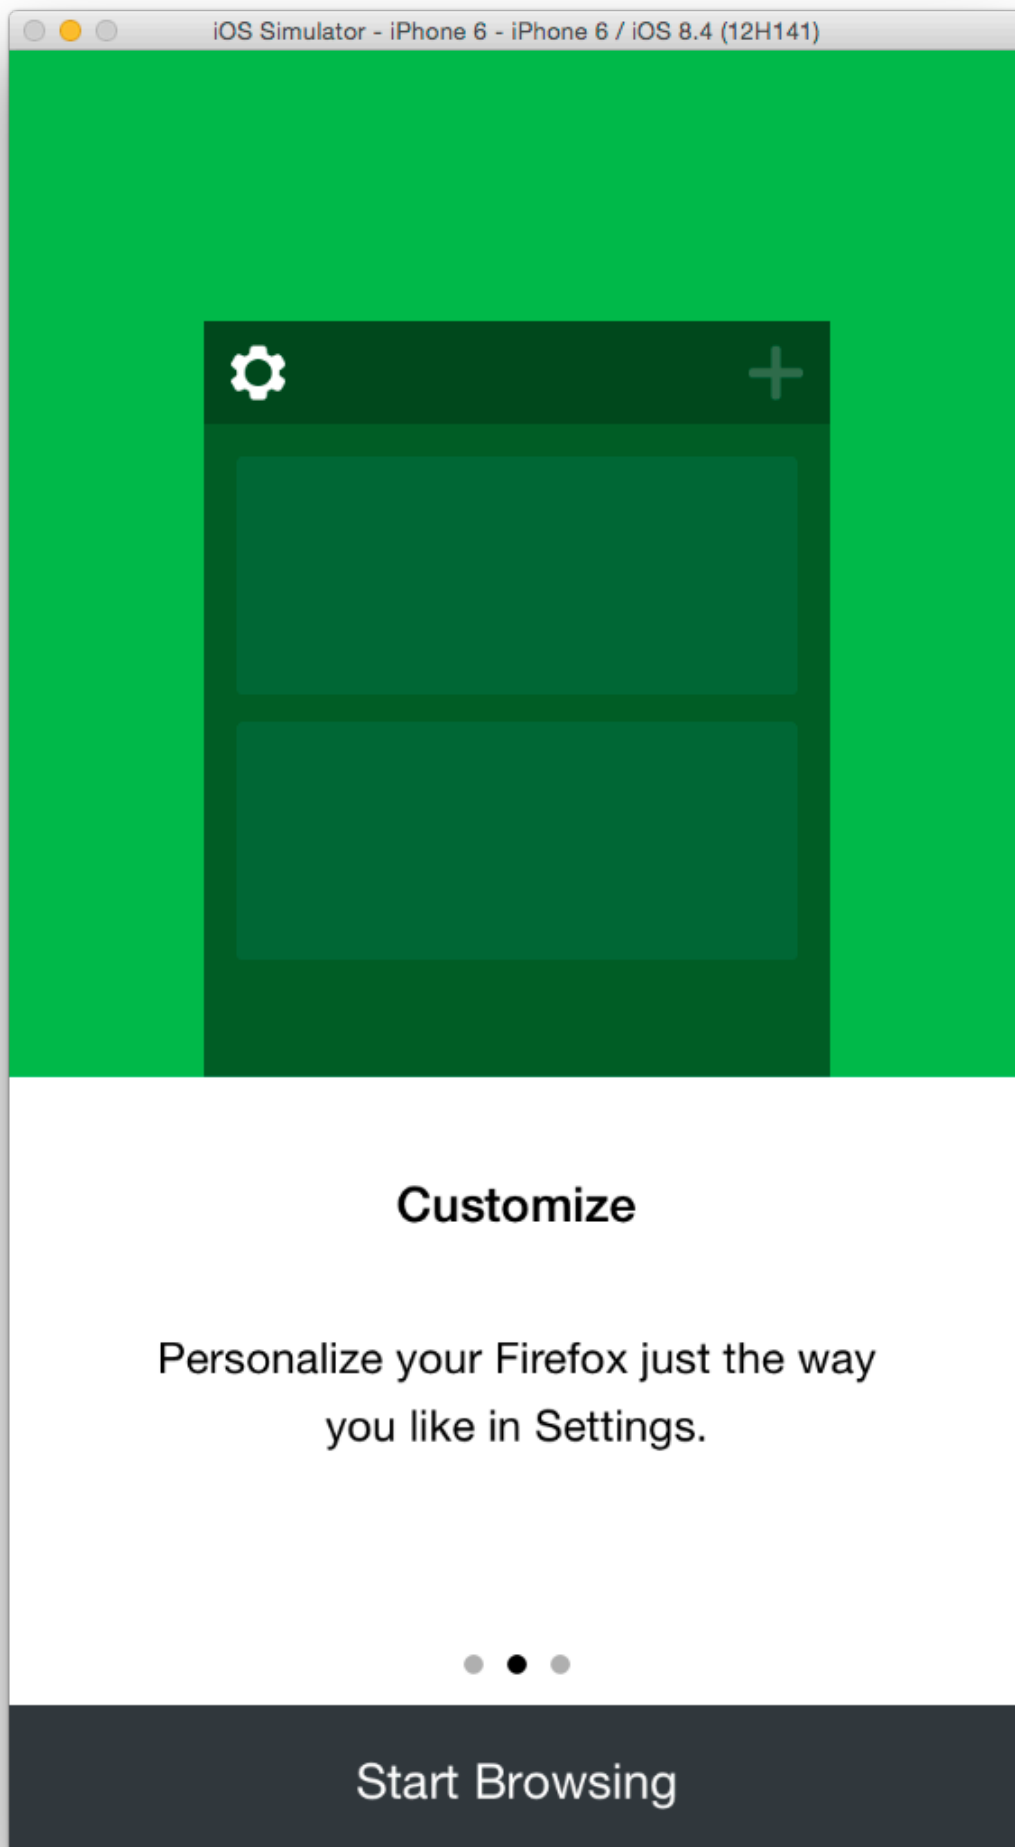 iOS Simulator - iPhone 6 - iPhone 6 / iOS 8.4 (12H141)
Customize
Personalize your Firefox just the way
you like in Settings.
Start Browsing